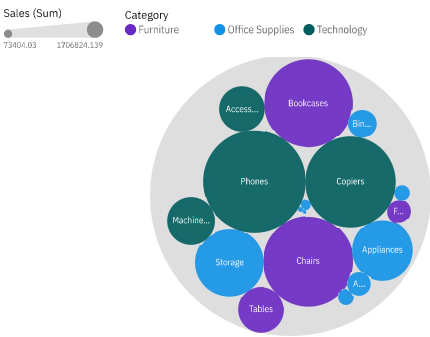 Sales (Sum)
73404.03 1706824.139
Category
Furniture Office Supplies Technology
Bookcases
Access...
Bin...
Phones
Copiers
F...
Machine...
Appliances
Storage
Chairs
A...
Tables